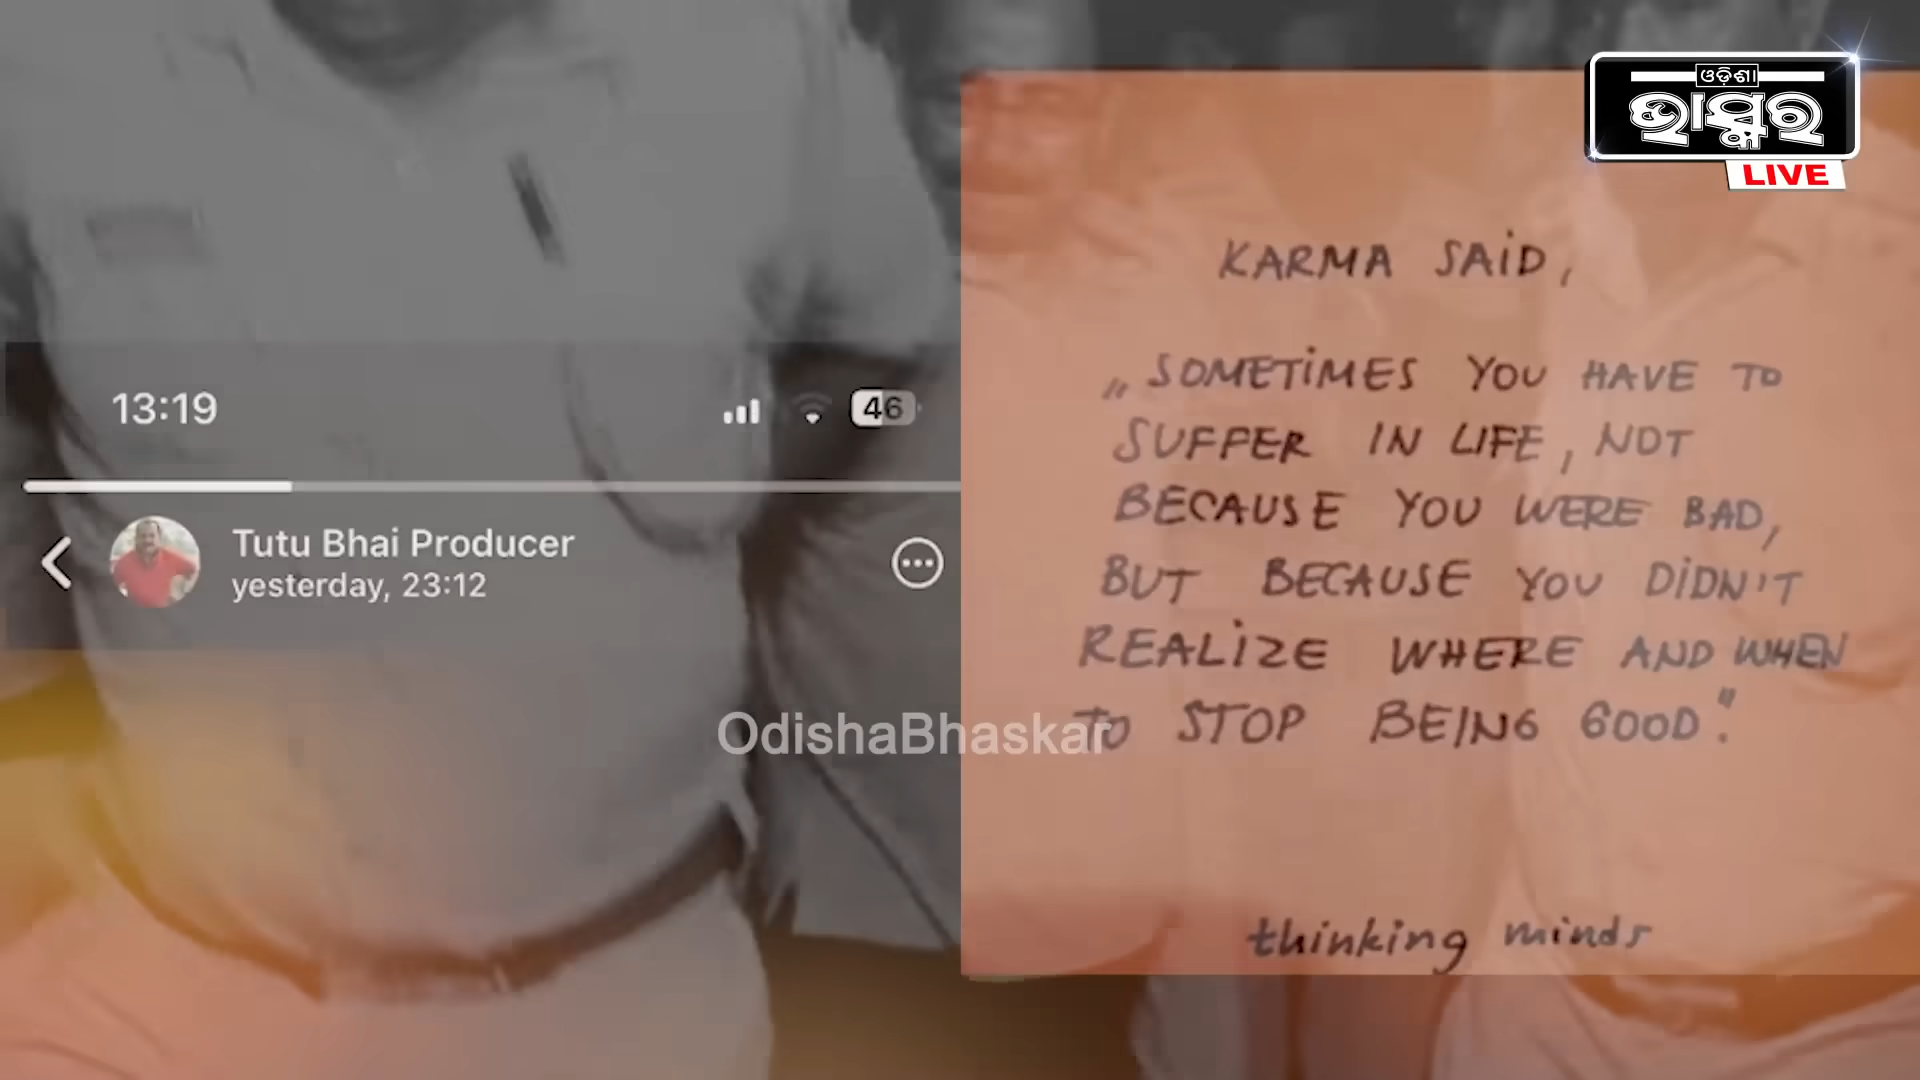 ଓଡ଼ିଶା
ଭାସ୍କର
LIVE
13:19
46
Tutu Bhai Producer
yesterday, 23:12
KARMA SAID,
„SOMETIMES YOU HAVE TO
SUFFER IN LIFE, NOT
BECAUSE YOU WERE BAD,
BUT BECAUSE YOU DIDN'T
REALIZE WHERE AND WHEN
TO STOP BEING GOOD."
thinking minds
OdishaBhaskar